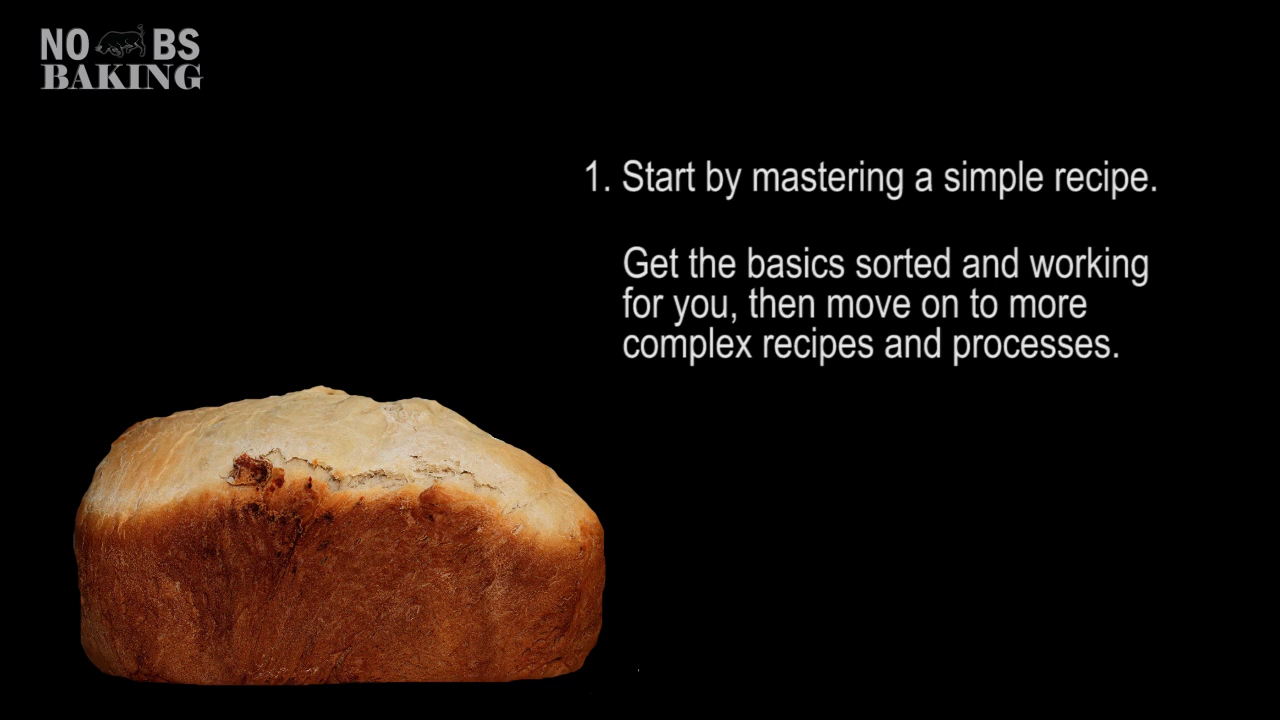 NO BS
BAKING
1. Start by mastering a simple recipe.
Get the basics sorted and working
for you, then move on to more
complex recipes and processes.